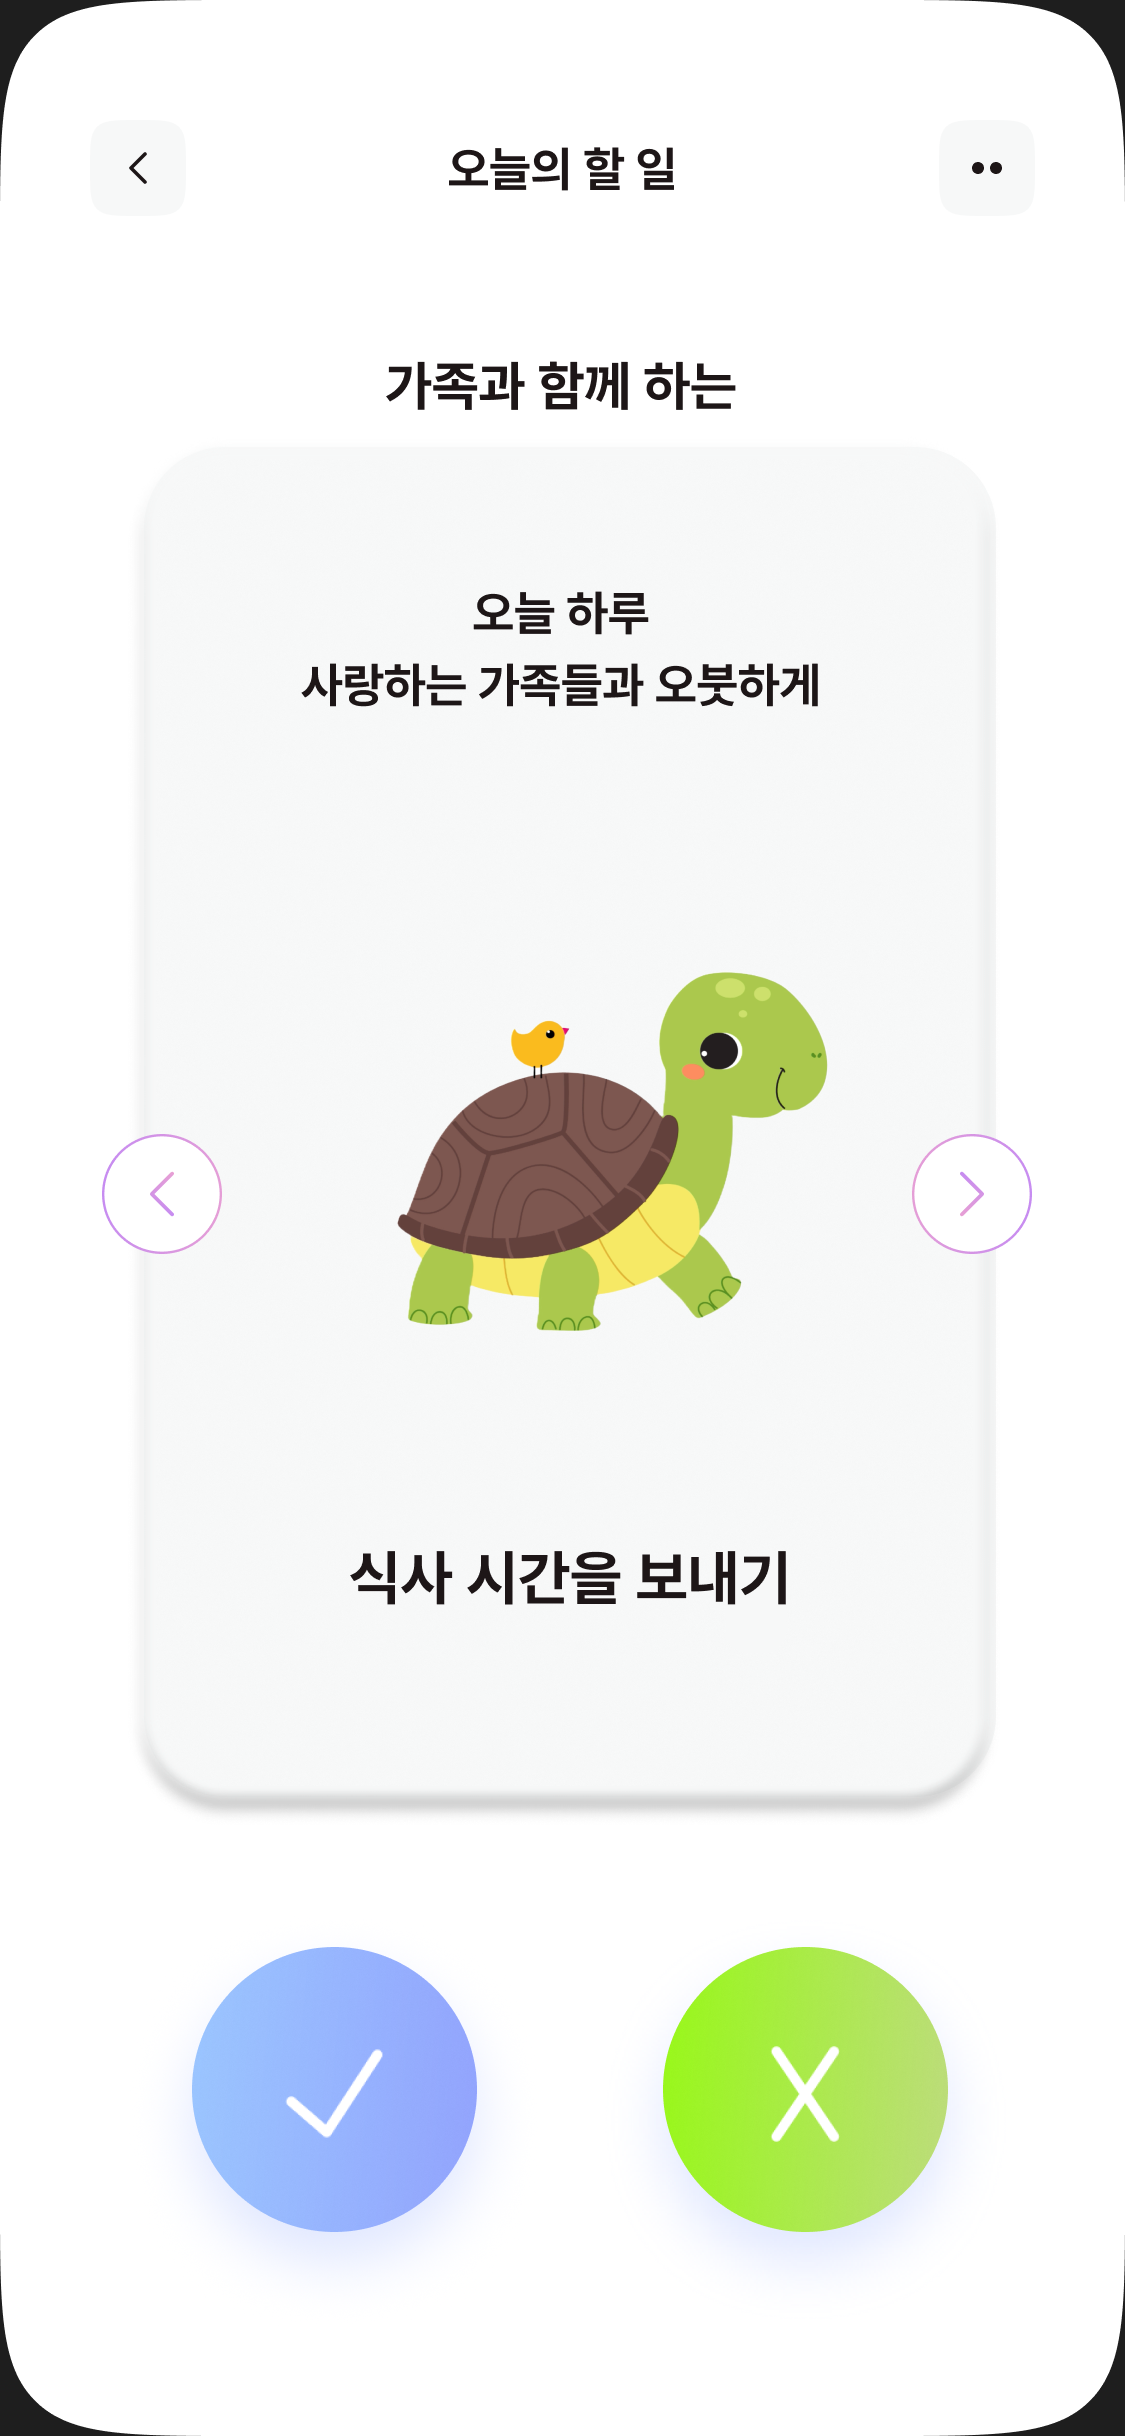 오늘의 할 일
가족과 함께 하는
오늘 하루
사랑하는 가족들과 오붓하게
식사 시간을 보내기